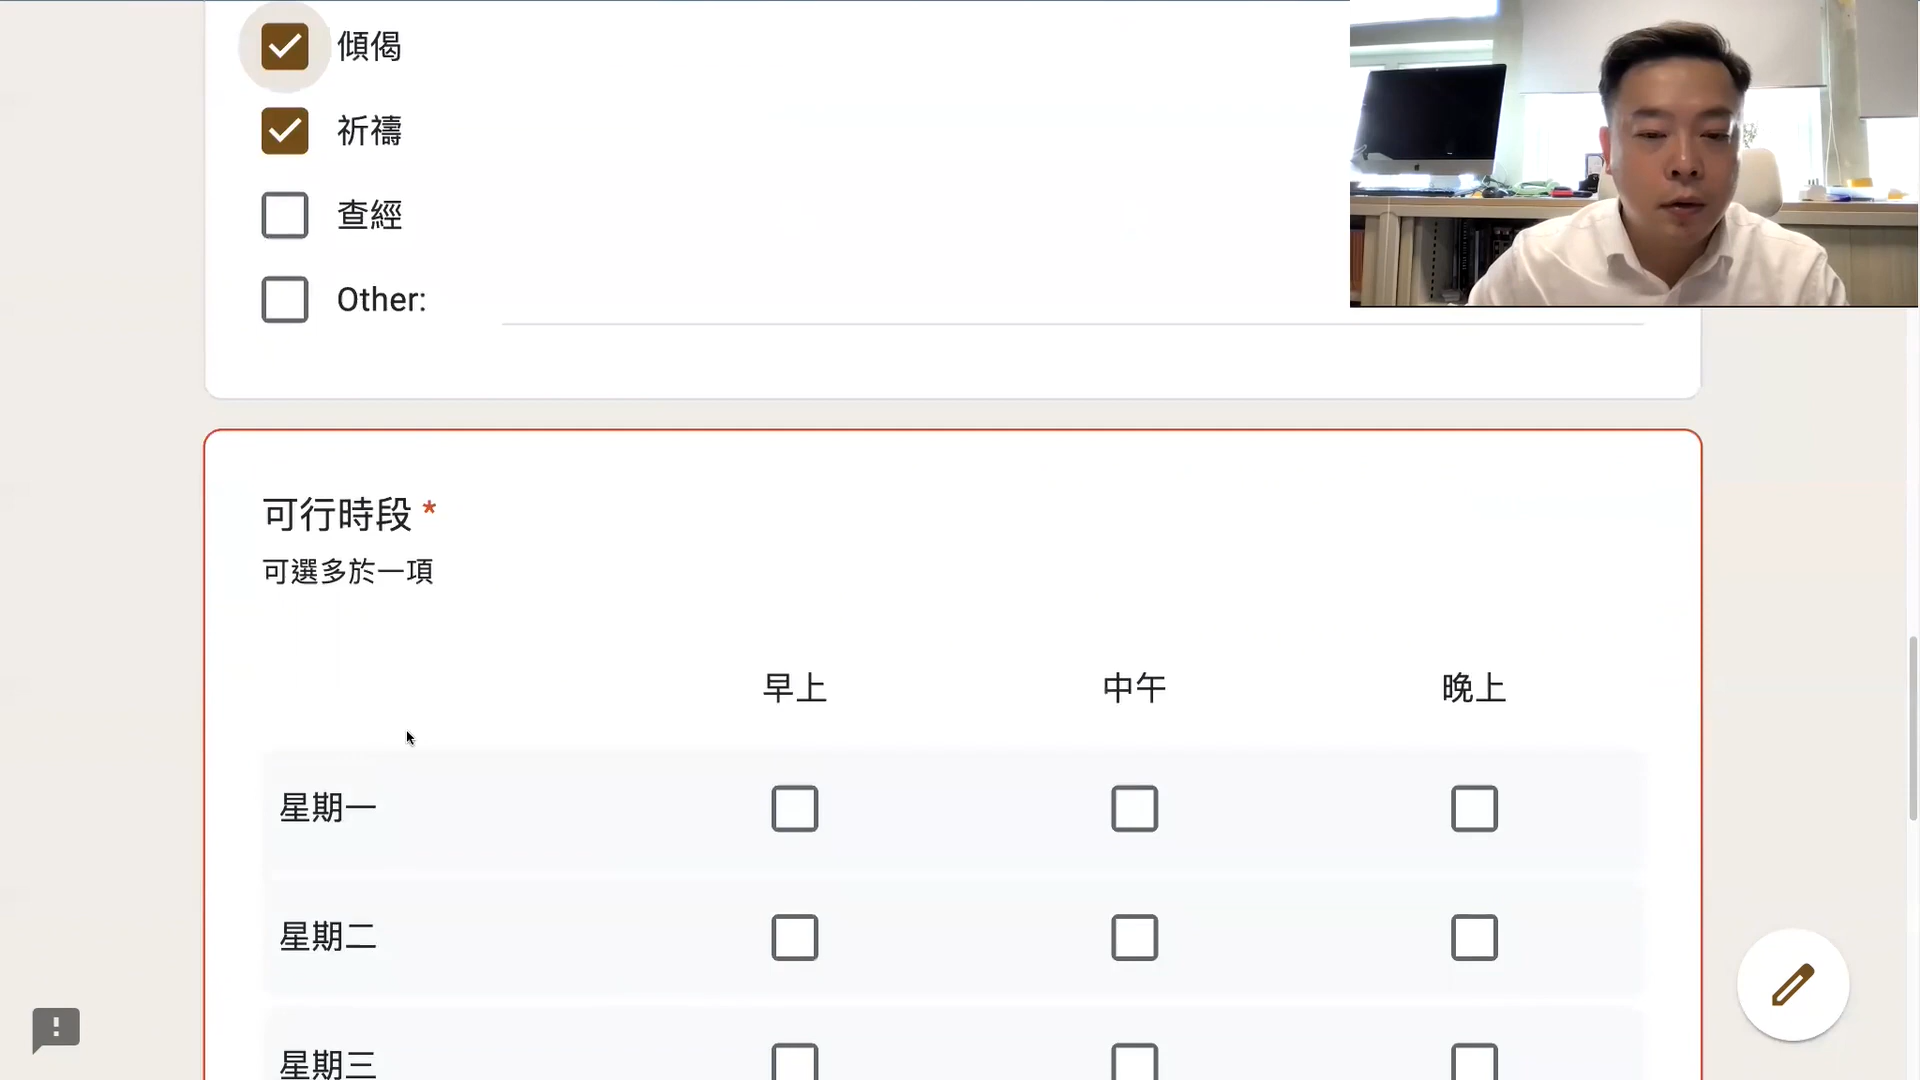 傾偈
祈禱
查經
Other:
可行時段 *
可選多於一項
早上 中午 晚上
星期一
星期二
星期三